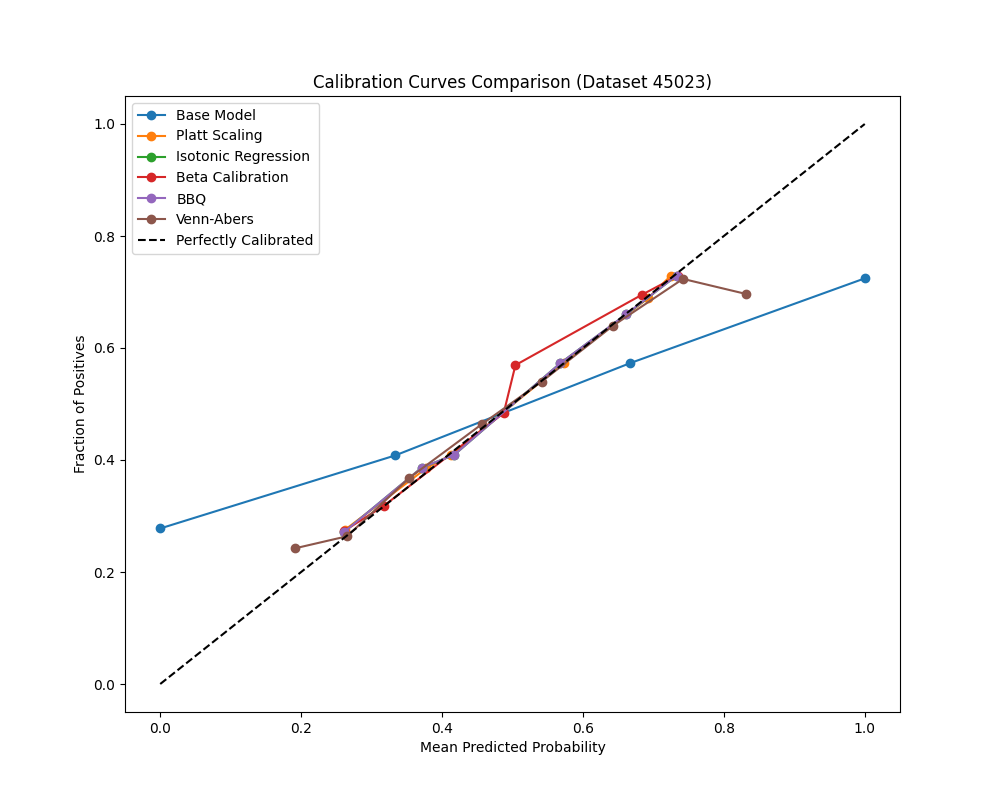 Calibration Curves Comparison (Dataset 45023)
Base Model
Platt Scaling
Isotonic Regression
Beta Calibration
BBQ
Venn-Abers
Perfectly Calibrated
Fraction of Positives
1.0
0.8
0.6
0.4
0.2
0.0
0.0 0.2 0.4 0.6 0.8 1.0
Mean Predicted Probability